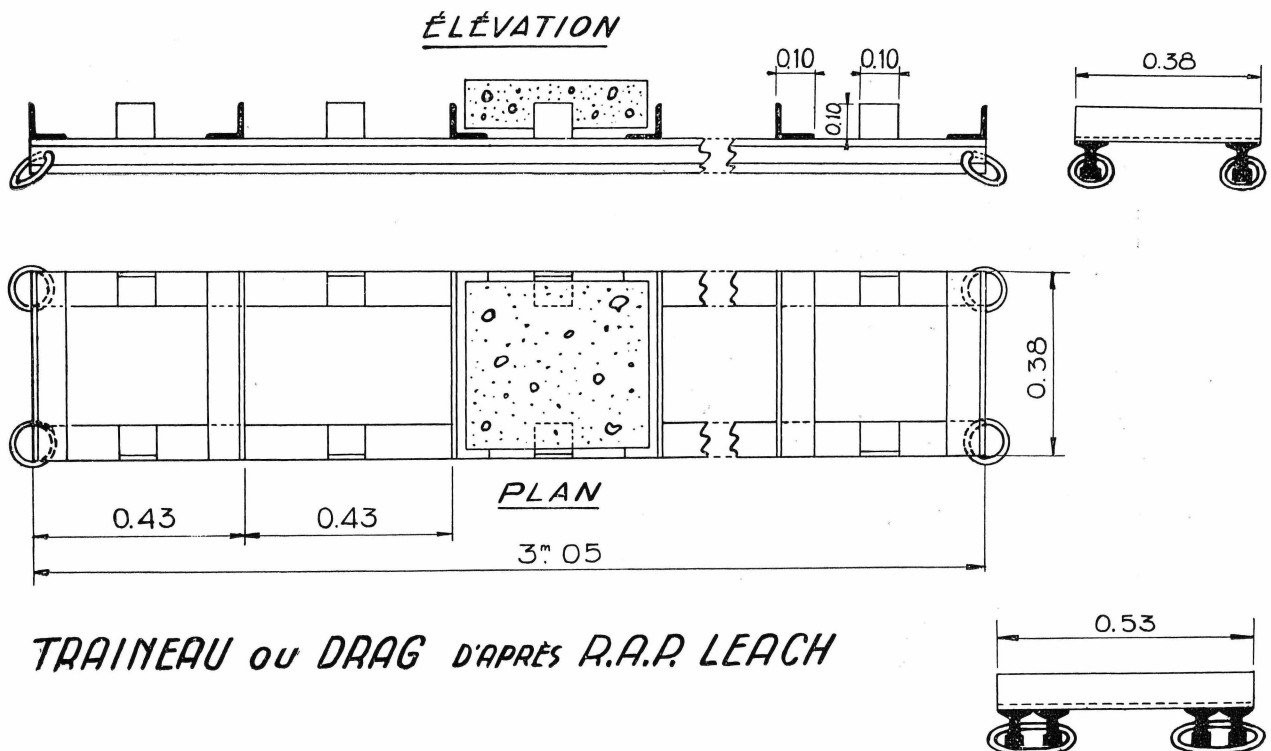 ÉLÉVATION
0.10 0.10 0.38
0.10
0.38
PLAN
0.43 0.43
3ᵐ.05
TRAINEAU OU DRAG D'APRÈS R.A.P. LEACH
0.53